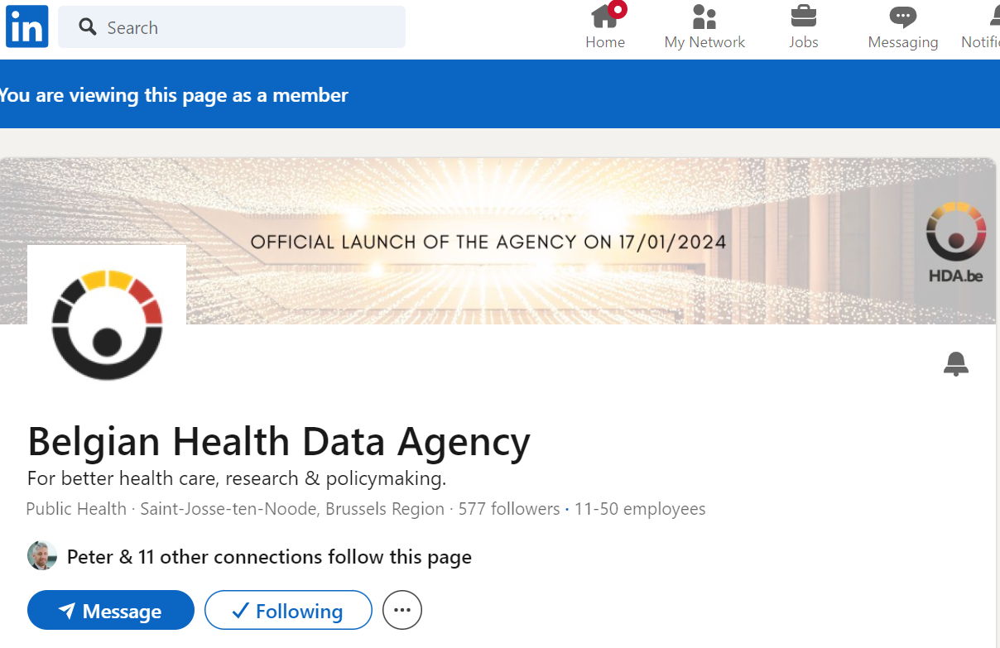 in
Search
Home
My Network
Jobs
Messaging
You are viewing this page as a member
OFFICIAL LAUNCH OF THE AGENCY ON 17/01/2024
HDA.be
Belgian Health Data Agency
For better health care, research & policymaking.
Public Health · Saint-Josse-ten-Noode, Brussels Region · 577 followers · 11-50 employees
Peter & 11 other connections follow this page
Message
Following